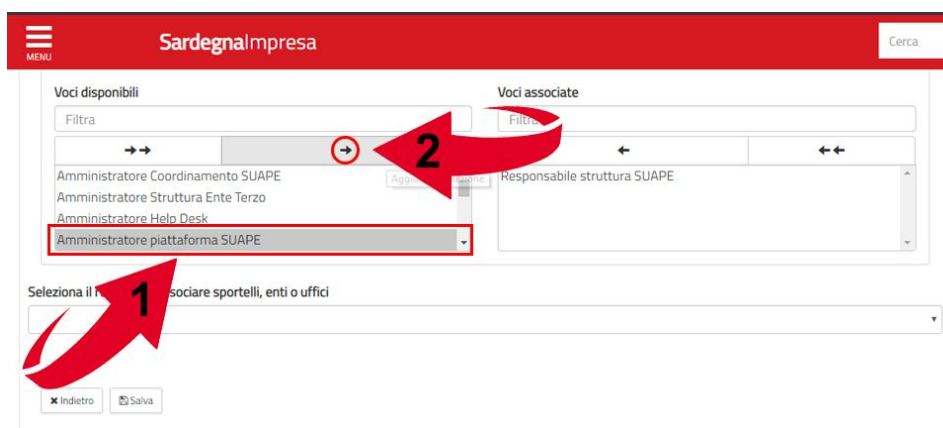 MENU
SardegnaImpresa
Cerca
Voci disponibili
Voci associate
Filtra
Filtra
2
Amministratore Coordinamento SUAPE
Responsabile struttura SUAPE
Amministratore Struttura Ente Terzo
Amministratore Help Desk
Amministratore piattaforma SUAPE
1
Seleziona il sportelli, enti o uffici
Indietro
Salva